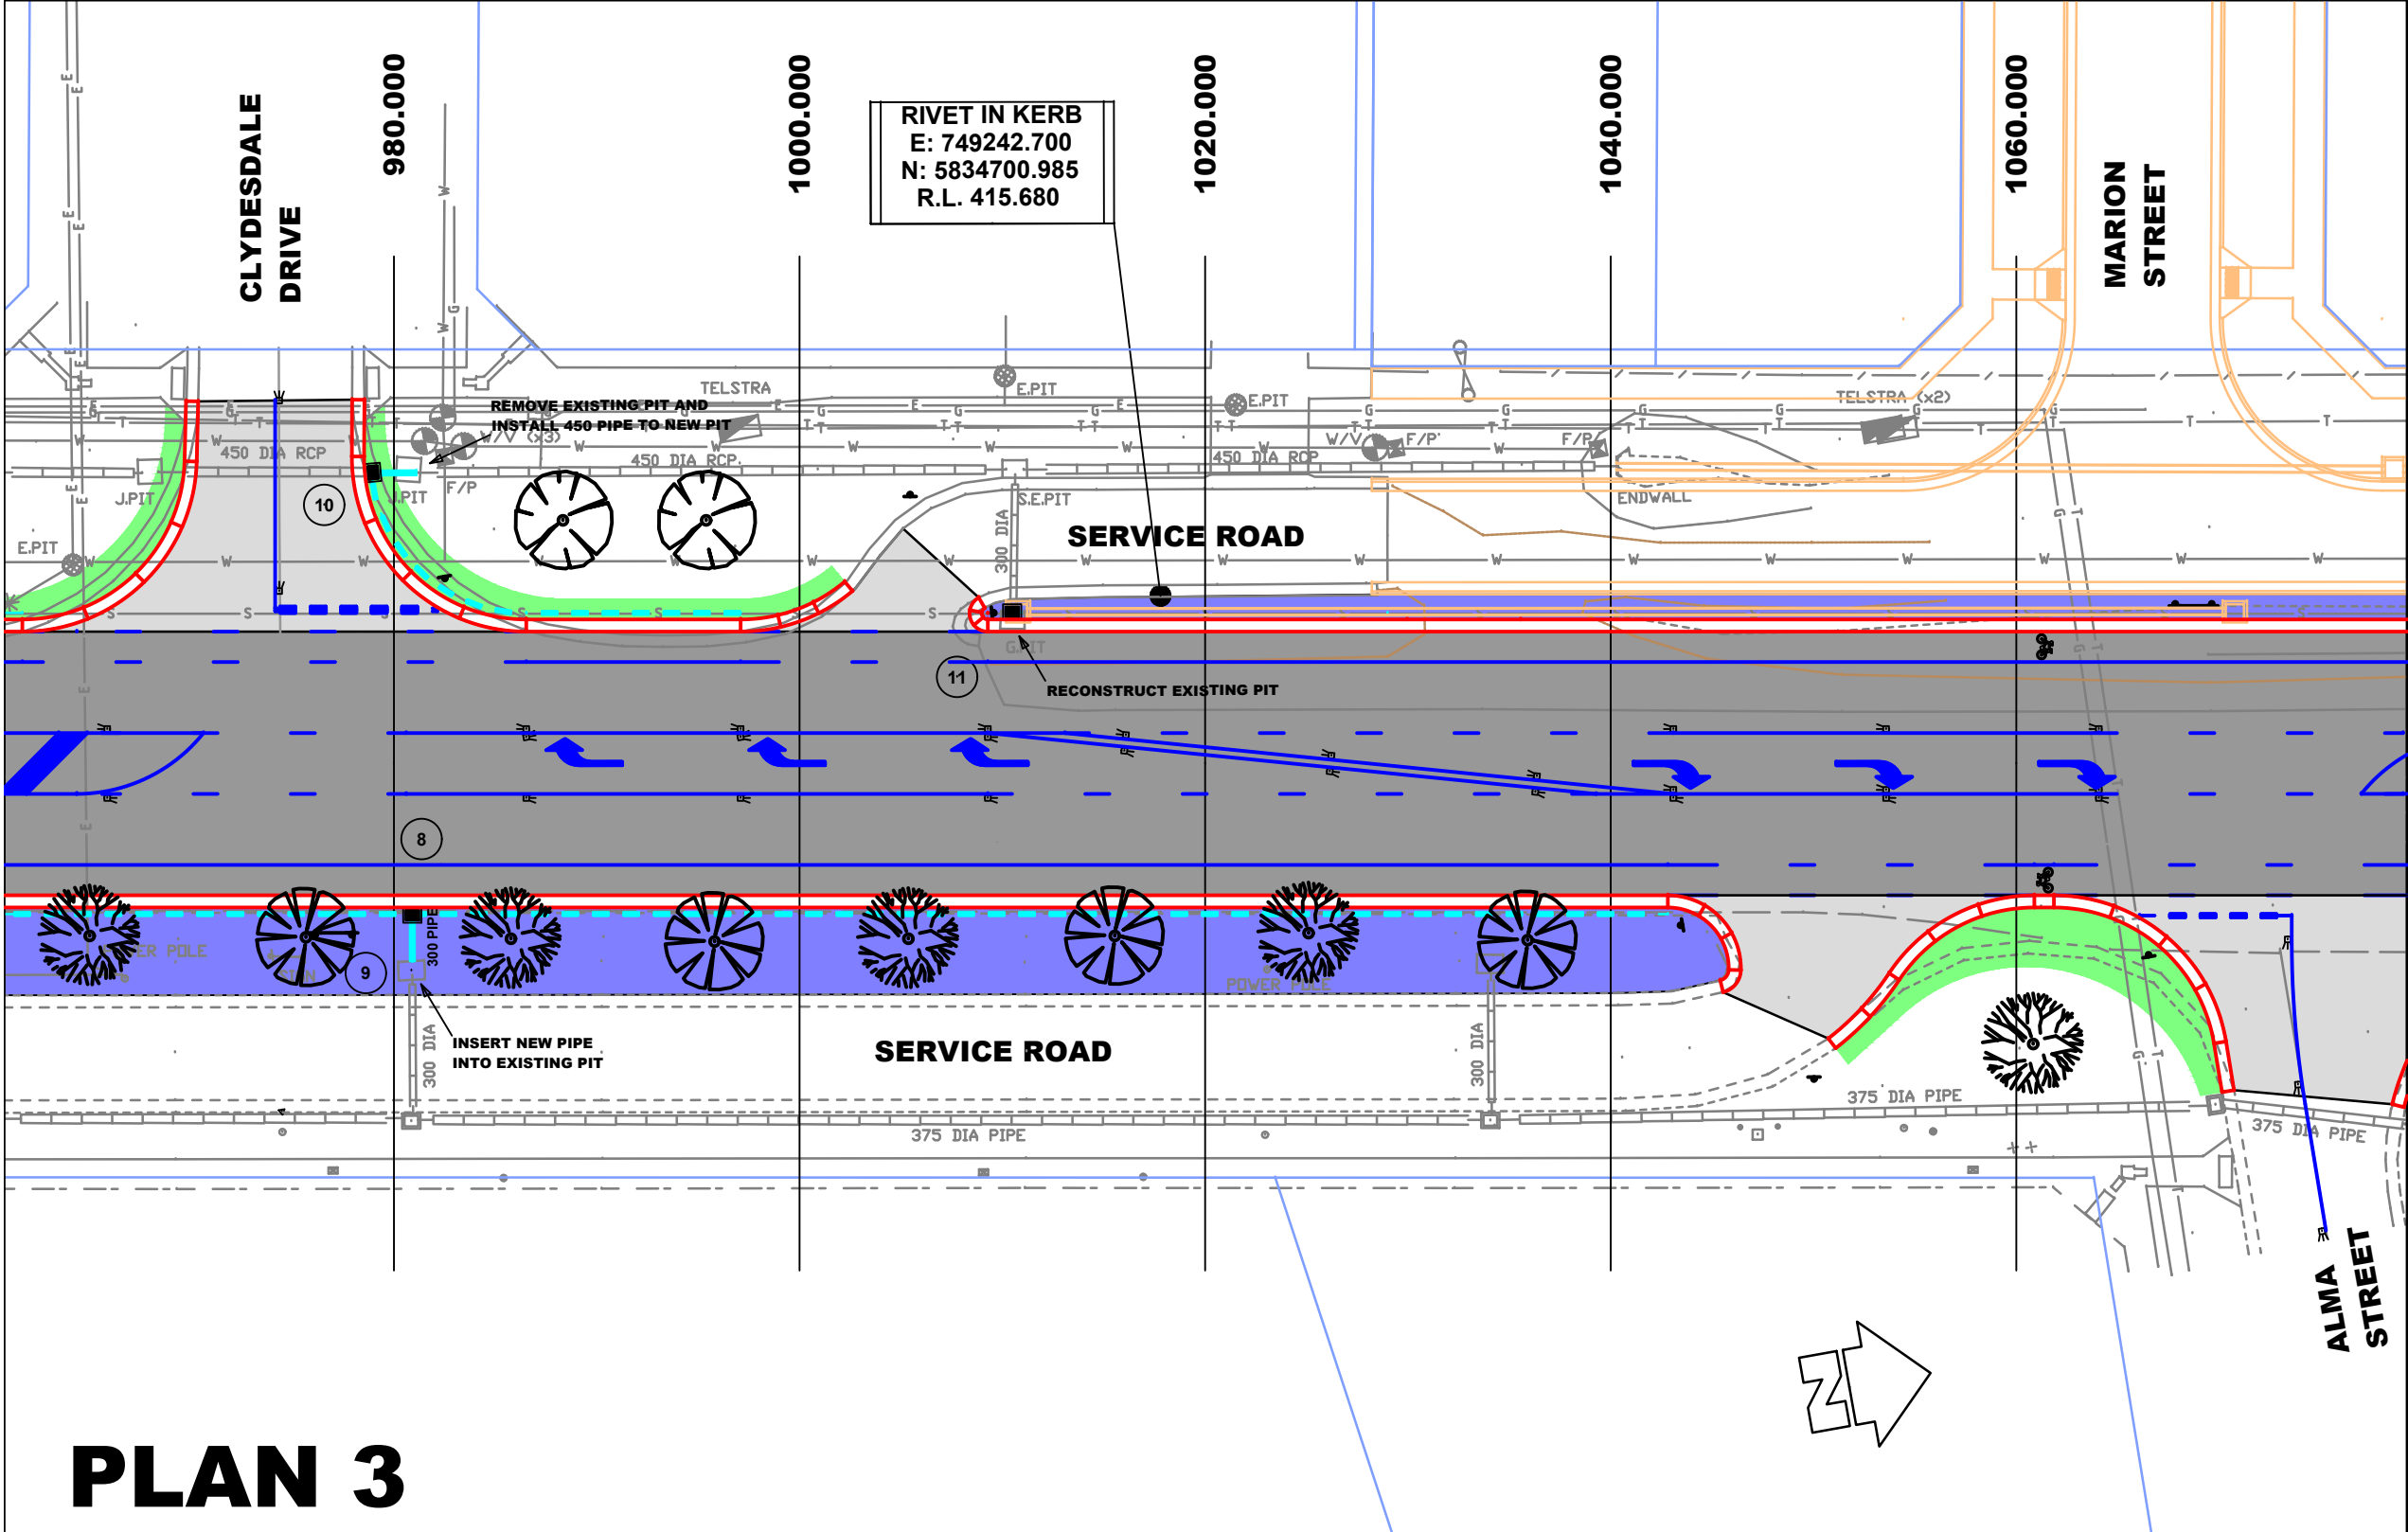 CLYDESDALE
DRIVE
980.000
1000.000
RIVET IN KERB
E: 749242.700
N: 5834700.985
R.L. 415.680
1020.000
1040.000
1060.000
MARION
STREET
TELSTRA
E.PIT
E.PIT
TELSTRA (x2)
REMOVE EXISTING PIT AND
INSTALL 450 PIPE TO NEW PIT
W/V (x3)
450 DIA RCP
450 DIA RCP
450 DIA RCP
W/V
F/P
F/P
J.PIT
J.PIT
F/P
10
S.E.PIT
ENDWALL
SERVICE ROAD
300 DIA
E.PIT
G.PIT
11
RECONSTRUCT EXISTING PIT
8
300 PIPE
ER POLE
SIGN
9
POWER POLE
300 DIA
INSERT NEW PIPE
INTO EXISTING PIT
SERVICE ROAD
300 DIA
375 DIA PIPE
375 DIA PIPE
375 DIA PIPE
ALMA
STREET
N
PLAN 3